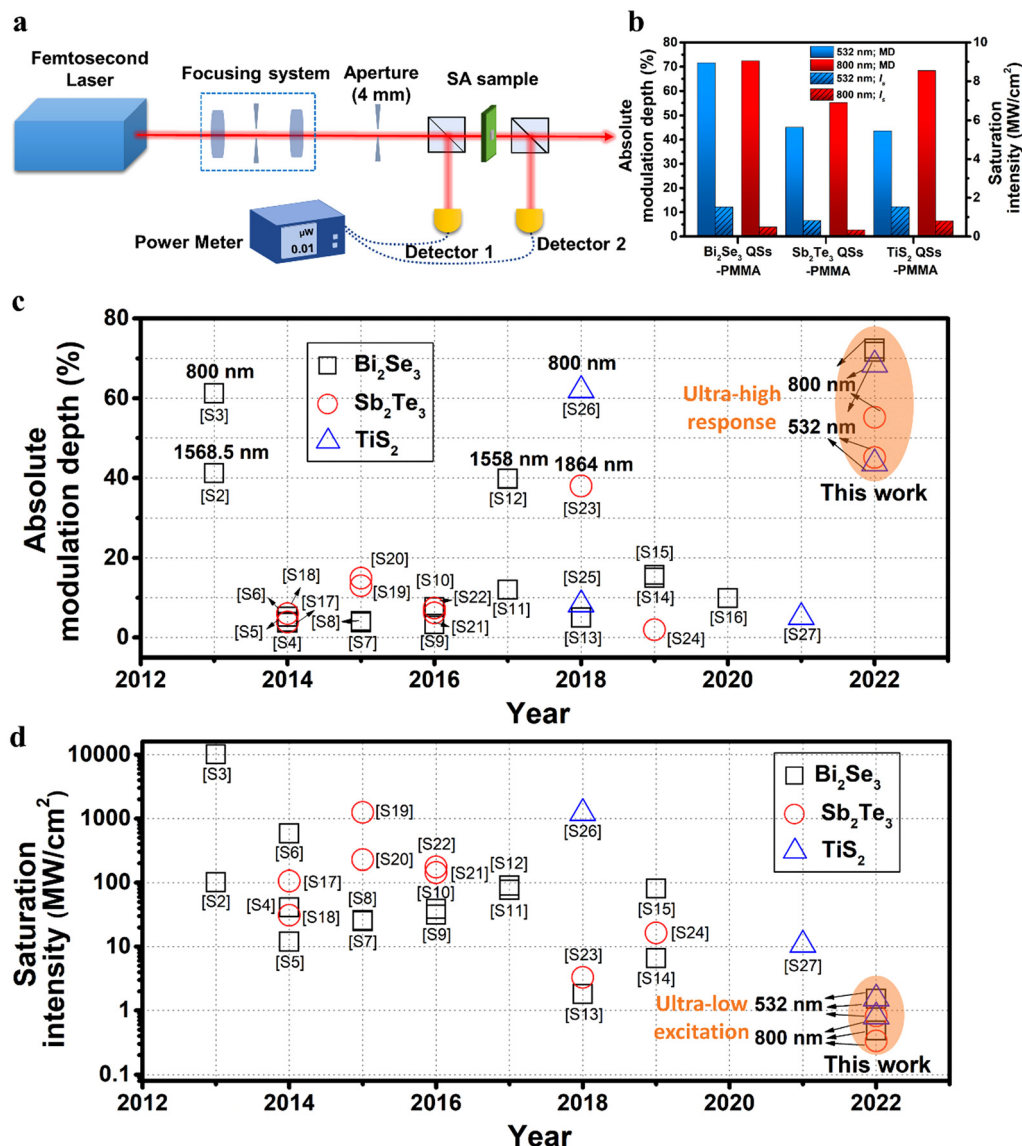 a
Femtosecond
Laser
Focusing system
Aperture
(4 mm)
SA sample
Power Meter
μW
0.01
Detector 1
Detector 2
b
Absolute
modulation depth (%)
80
70
60
50
40
30
20
10
0
532 nm; MD
800 nm; MD
532 nm; Is
800 nm; Is
10
8
6
4
2
0
Saturation
intensity (MW/cm²)
Bi₂Se₃ QSs
-PMMA
Sb₂Te₃ QSs
-PMMA
TiS₂ QSs
-PMMA
c
Absolute
modulation depth (%)
80
60
40
20
0
800 nm
[S3]
1568.5 nm
[S2]
Bi₂Se₃
Sb₂Te₃
TiS₂
800 nm
[S26]
1558 nm
[S12]
1864 nm
[S23]
Ultra-high
response
800 nm
532 nm
This work
[S6]
[S18]
[S17]
[S5]
[S4]
[S20]
[S19]
[S8]
[S7]
[S10]
[S22]
[S21]
[S9]
[S11]
[S25]
[S13]
[S15]
[S14]
[S24]
[S16]
[S27]
2012
2014
2016
2018
2020
2022
Year
d
Saturation
intensity (MW/cm²)
10000
1000
100
10
1
0.1
[S3]
[S2]
[S6]
[S17]
[S4]
[S18]
[S5]
[S19]
[S20]
[S8]
[S7]
[S22]
[S21]
[S10]
[S9]
[S12]
[S11]
[S26]
[S23]
[S13]
[S15]
[S24]
[S14]
[S27]
Bi₂Se₃
Sb₂Te₃
TiS₂
Ultra-low
excitation
532 nm
800 nm
This work
2012
2014
2016
2018
2020
2022
Year